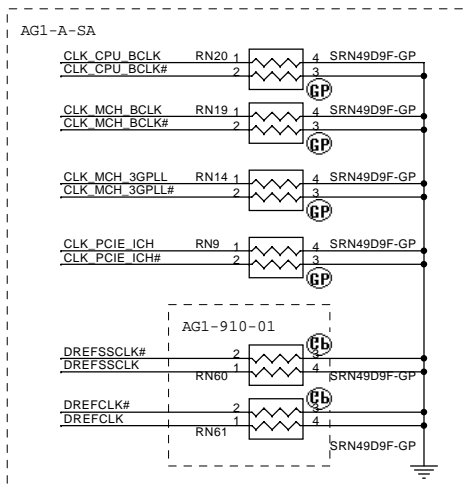 AG1-A-SA
CLK_CPU_BCLK RN20 1 4 SRN49D9F-GP
CLK_CPU_BCLK# 2 3
GP
CLK_MCH_BCLK RN19 1 4 SRN49D9F-GP
CLK_MCH_BCLK# 2 3
GP
CLK_MCH_3GPLL RN14 1 4 SRN49D9F-GP
CLK_MCH_3GPLL# 2 3
GP
CLK_PCIE_ICH RN9 1 4 SRN49D9F-GP
CLK_PCIE_ICH# 2 3
GP
AG1-910-01
DREFSSCLK# 2 3
DREFSSCLK 1 4
RN60 SRN49D9F-GP
DREFCLK# 2 3
DREFCLK 1 4
RN61
SRN49D9F-GP